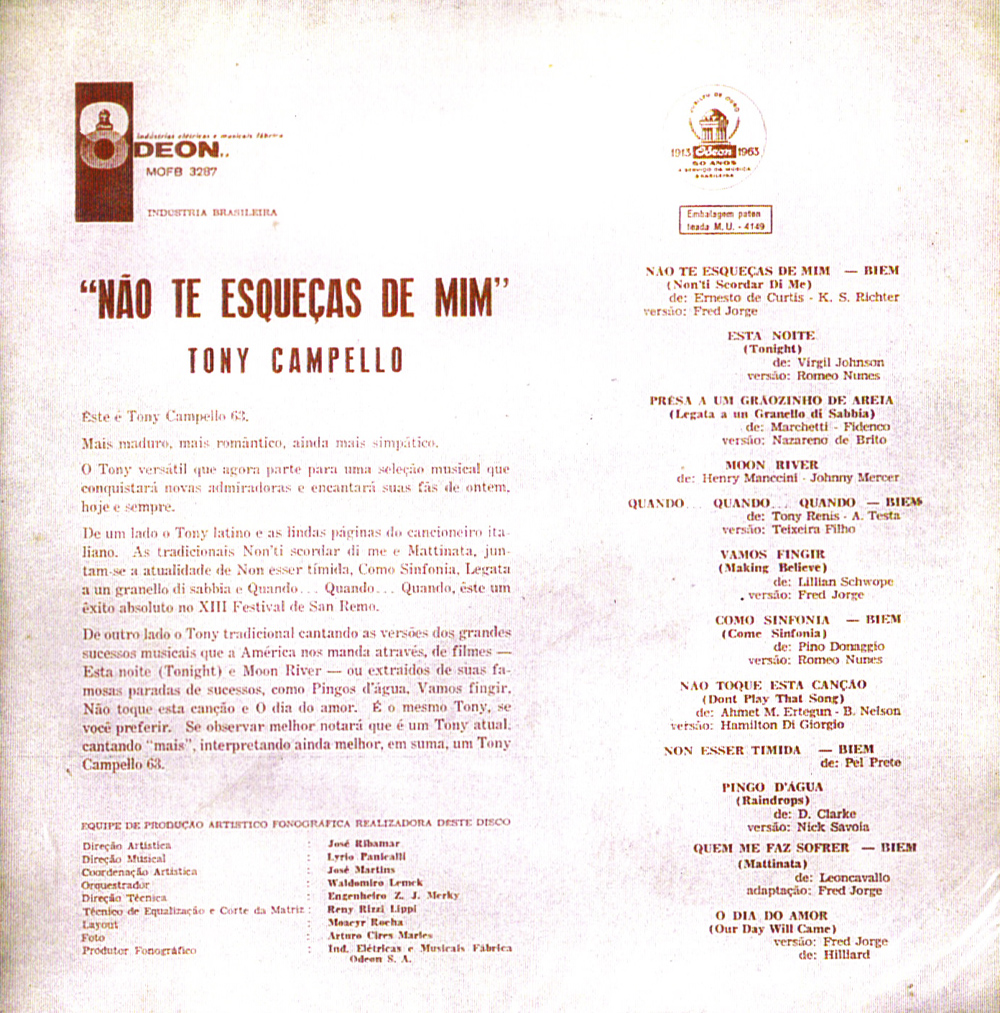 Indústrias elétricas e musicais fábrica
ODEON..
MOFB 3287
INDUSTRIA BRASILEIRA
JUBILEU DE OURO
1913 Odeon 1963
50 ANOS
A SERVIÇO DA MÚSICA
BRASILEIRA
Embalagem paten
teada M. U. - 4149
"NÃO TE ESQUEÇAS DE MIM"
TONY CAMPELLO
Êste é Tony Campello 63.
Mais maduro, mais romântico, ainda mais simpático.
O Tony versátil que agora parte para uma seleção musical que
conquistará novas admiradoras e encantará suas fãs de ontem,
hoje e sempre.
De um lado o Tony latino e as lindas páginas do cancioneiro ita-
liano. As tradicionais Non'ti scordar di me e Mattinata, jun-
tam-se a atualidade de Non esser tímida, Como Sinfonia, Legata
a un granello di sabbia e Quando... Quando... Quando, êste um
êxito absoluto no XIII Festival de San Remo.
De outro lado o Tony tradicional cantando as versões dos grandes
sucessos musicais que a América nos manda através, de filmes —
Esta noite (Tonight) e Moon River — ou extraidos de suas fa-
mosas paradas de sucessos, como Pingos d'água, Vamos fingir,
Não toque esta canção e O dia do amor. É o mesmo Tony, se
você preferir. Se observar melhor notará que é um Tony atual,
cantando "mais", interpretando ainda melhor, em suma, um Tony
Campello 63.
EQUIPE DE PRODUÇAO ARTISTICO FONOGRÁFICA REALIZADORA DESTE DISCO
Direção Artística : José Ribamar
Direção Musical : Lyrio Panicalli
Coordenação Artística : José Martins
Orquestrador : Waldomiro Lemck
Direção Técnica : Engenheiro Z. J. Merky
Técnico de Equalização e Corte da Matriz : Reny Rizzi Lippi
Layout : Moacyr Rocha
Foto : Arturo Cires Maries
Produtor Fonográfico : Ind. Elétricas e Musicais Fábrica
Odeon S. A.
NÃO TE ESQUEÇAS DE MIM — BIEM
(Non'ti Scordar Di Me)
de: Ernesto de Curtis - K. S. Richter
versão: Fred Jorge
ESTA NOITE
(Tonight)
de: Virgil Johnson
versão: Romeo Nunes
PRÊSA A UM GRÃOZINHO DE AREIA
(Legata a un Granello di Sabbia)
de: Marchetti - Fidenco
versão: Nazareno de Brito
MOON RIVER
de: Henry Manccini - Johnny Mercer
QUANDO... QUANDO... QUANDO — BIEM
de: Tony Renis - A. Testa
versão: Teixeira Filho
VAMOS FINGIR
(Making Believe)
de: Lillian Schwope
versão: Fred Jorge
COMO SINFONIA — BIEM
(Come Sinfonia)
de: Pino Donaggio
versão: Romeo Nunes
NÃO TOQUE ESTA CANÇÃO
(Dont Play That Song)
de: Ahmet M. Ertegun - B. Nelson
versão: Hamilton Di Giorgio
NON ESSER TIMIDA — BIEM
de: Pel Prete
PINGO D'ÁGUA
(Raindrops)
de: D. Clarke
versão: Nick Savoia
QUEM ME FAZ SOFRER — BIEM
(Mattinata)
de: Leoncavallo
adaptação: Fred Jorge
O DIA DO AMOR
(Our Day Will Came)
versão: Fred Jorge
de: Hilliard